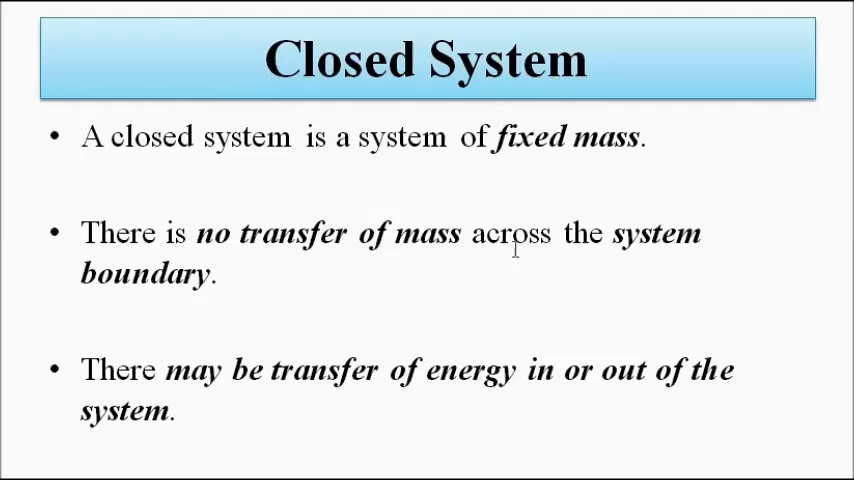 Closed System
• A closed system is a system of fixed mass.
• There is no transfer of mass across the system
boundary.
• There may be transfer of energy in or out of the
system.